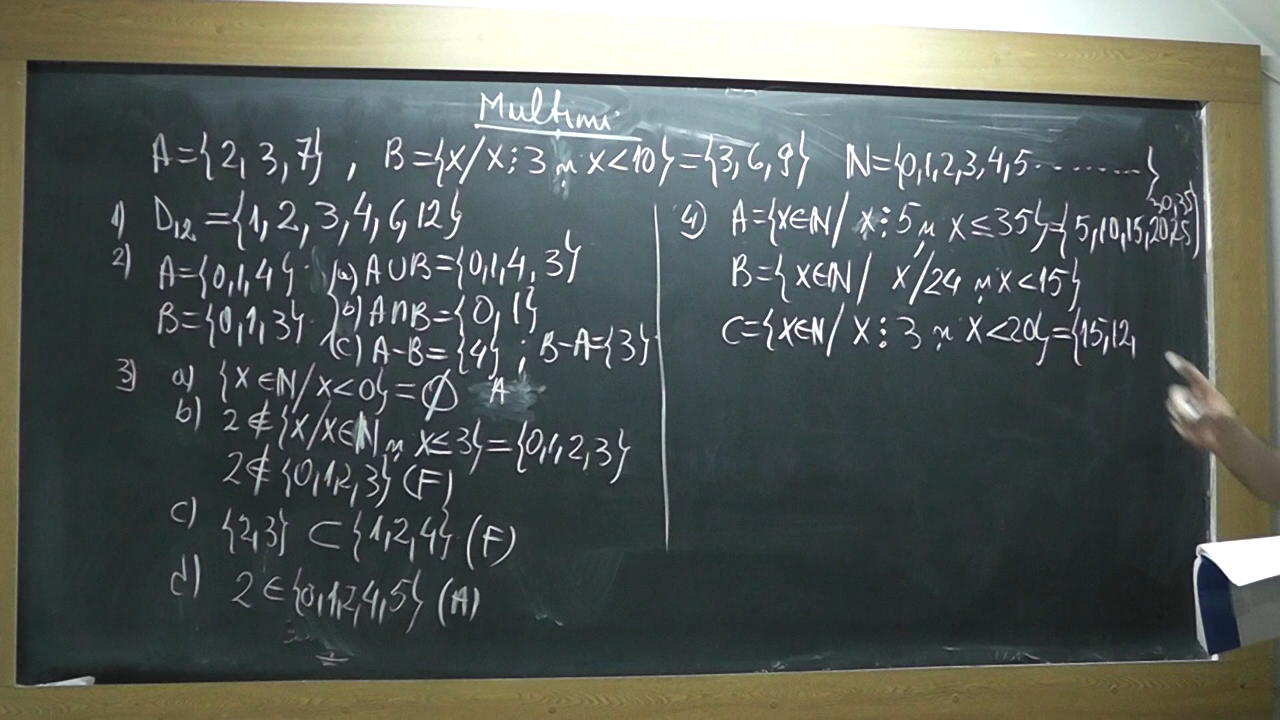 Multimi
A={2, 3, 7} , B={x/x⋮3 și x<10}={3, 6, 9} N={0,1,2,3,4,5.........}
1) D₁₂={1, 2, 3, 4, 6, 12}
2) A={0,1,4} a) A∪B={0,1,4,3}
B={0,1,3} b) A∩B={0,1}
c) A-B={4} ; B-A={3}
3) a) {x∈N/x<0}=∅ A
b) 2∉{x/x∈N și x≤3}={0,1,2,3}
2∉{0,1,2,3} (F)
c) {2,3}⊂{1,2,4} (F)
d) 2∈{0,1,2,4,5} (A)
4) A={x∈N/ x⋮5 și x≤35}={5,10,15,20,25
30,35}
B={x∈N/ x/24 și x<15}
C={x∈N/ x⋮3 și x<20}={15,12,